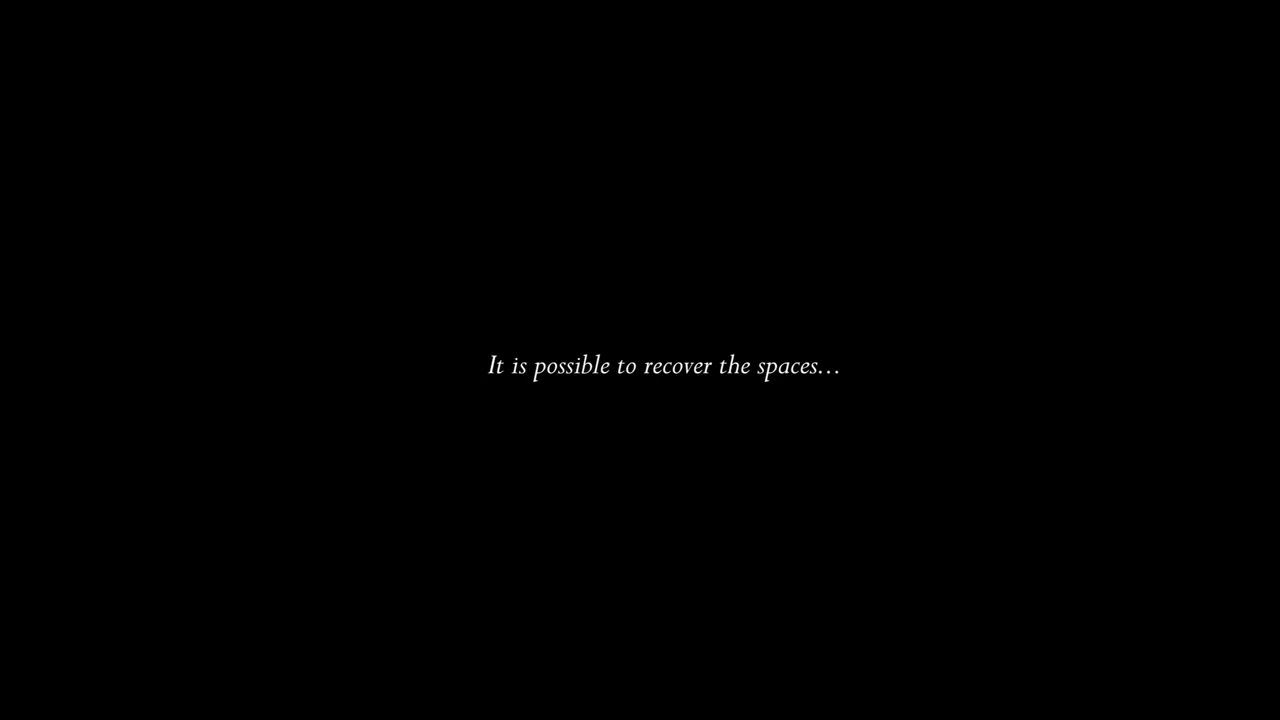 It is possible to recover the spaces…